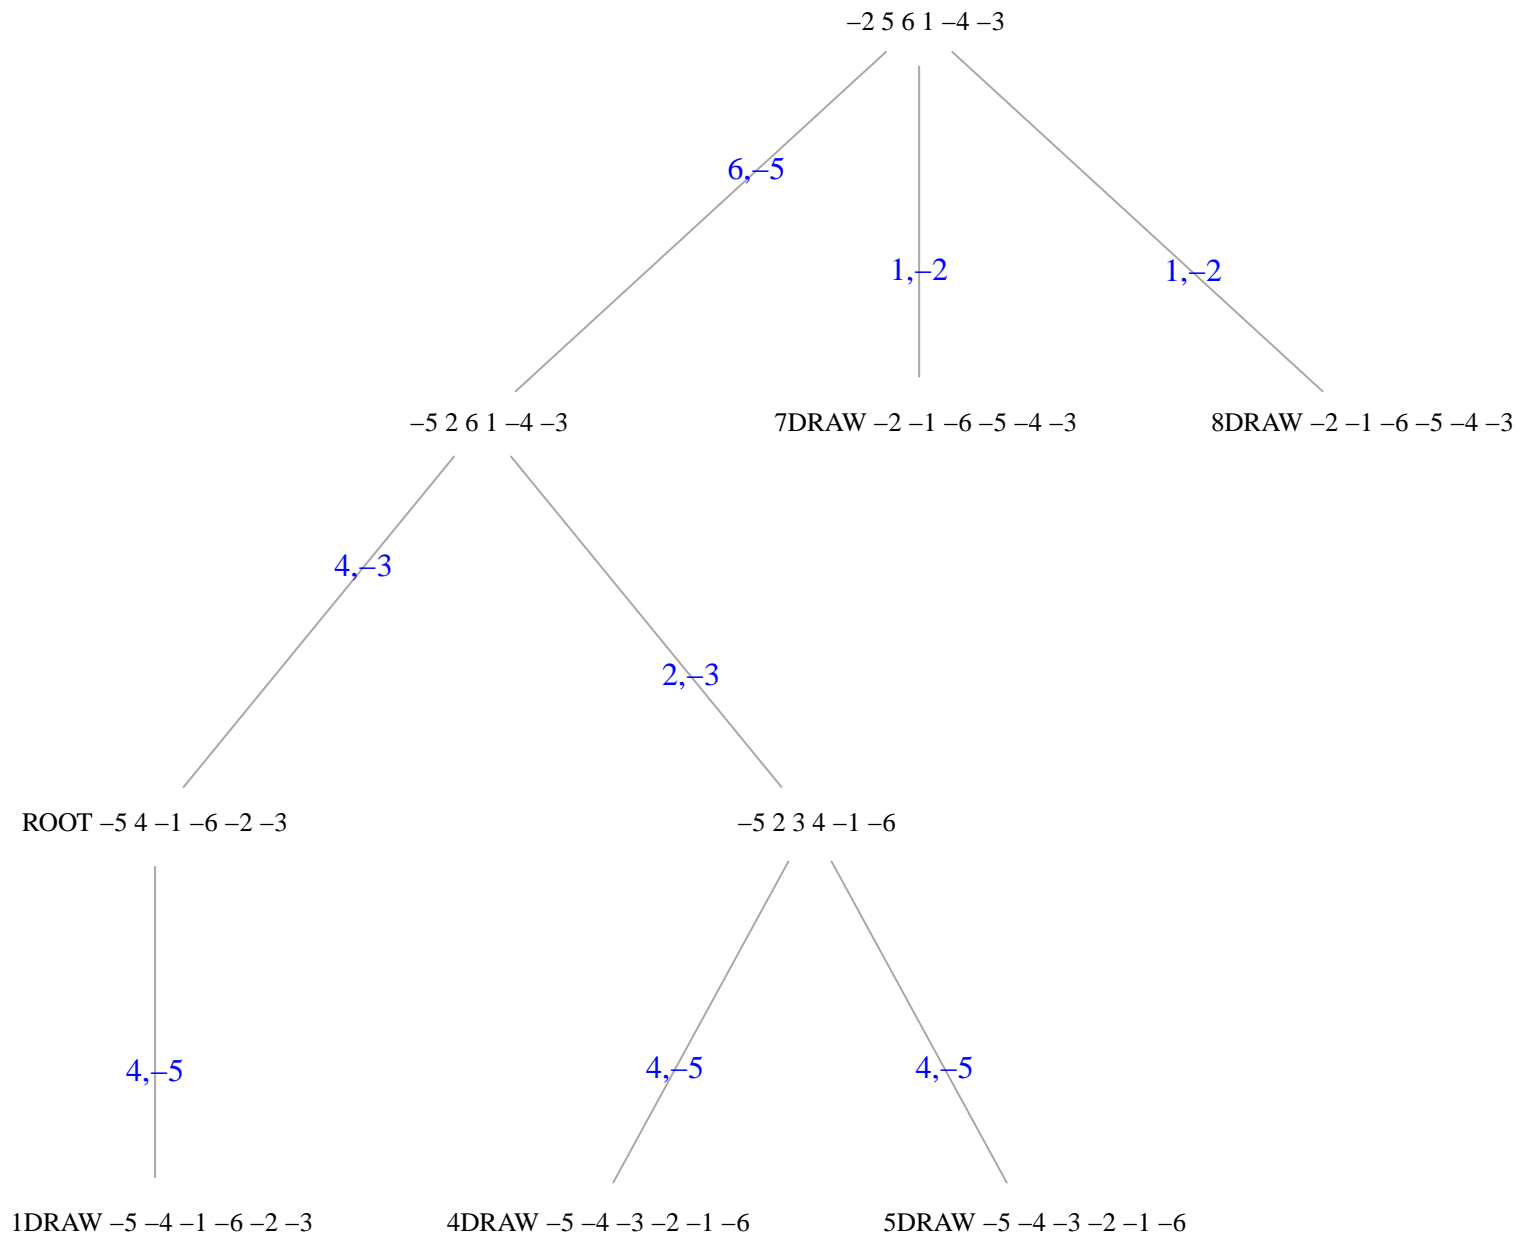 –2 5 6 1 –4 –3
6,–5
1,–2
1,–2
–5 2 6 1 –4 –3
7DRAW –2 –1 –6 –5 –4 –3
8DRAW –2 –1 –6 –5 –4 –3
4,–3
2,–3
ROOT –5 4 –1 –6 –2 –3
–5 2 3 4 –1 –6
4,–5
4,–5
4,–5
1DRAW –5 –4 –1 –6 –2 –3
4DRAW –5 –4 –3 –2 –1 –6
5DRAW –5 –4 –3 –2 –1 –6